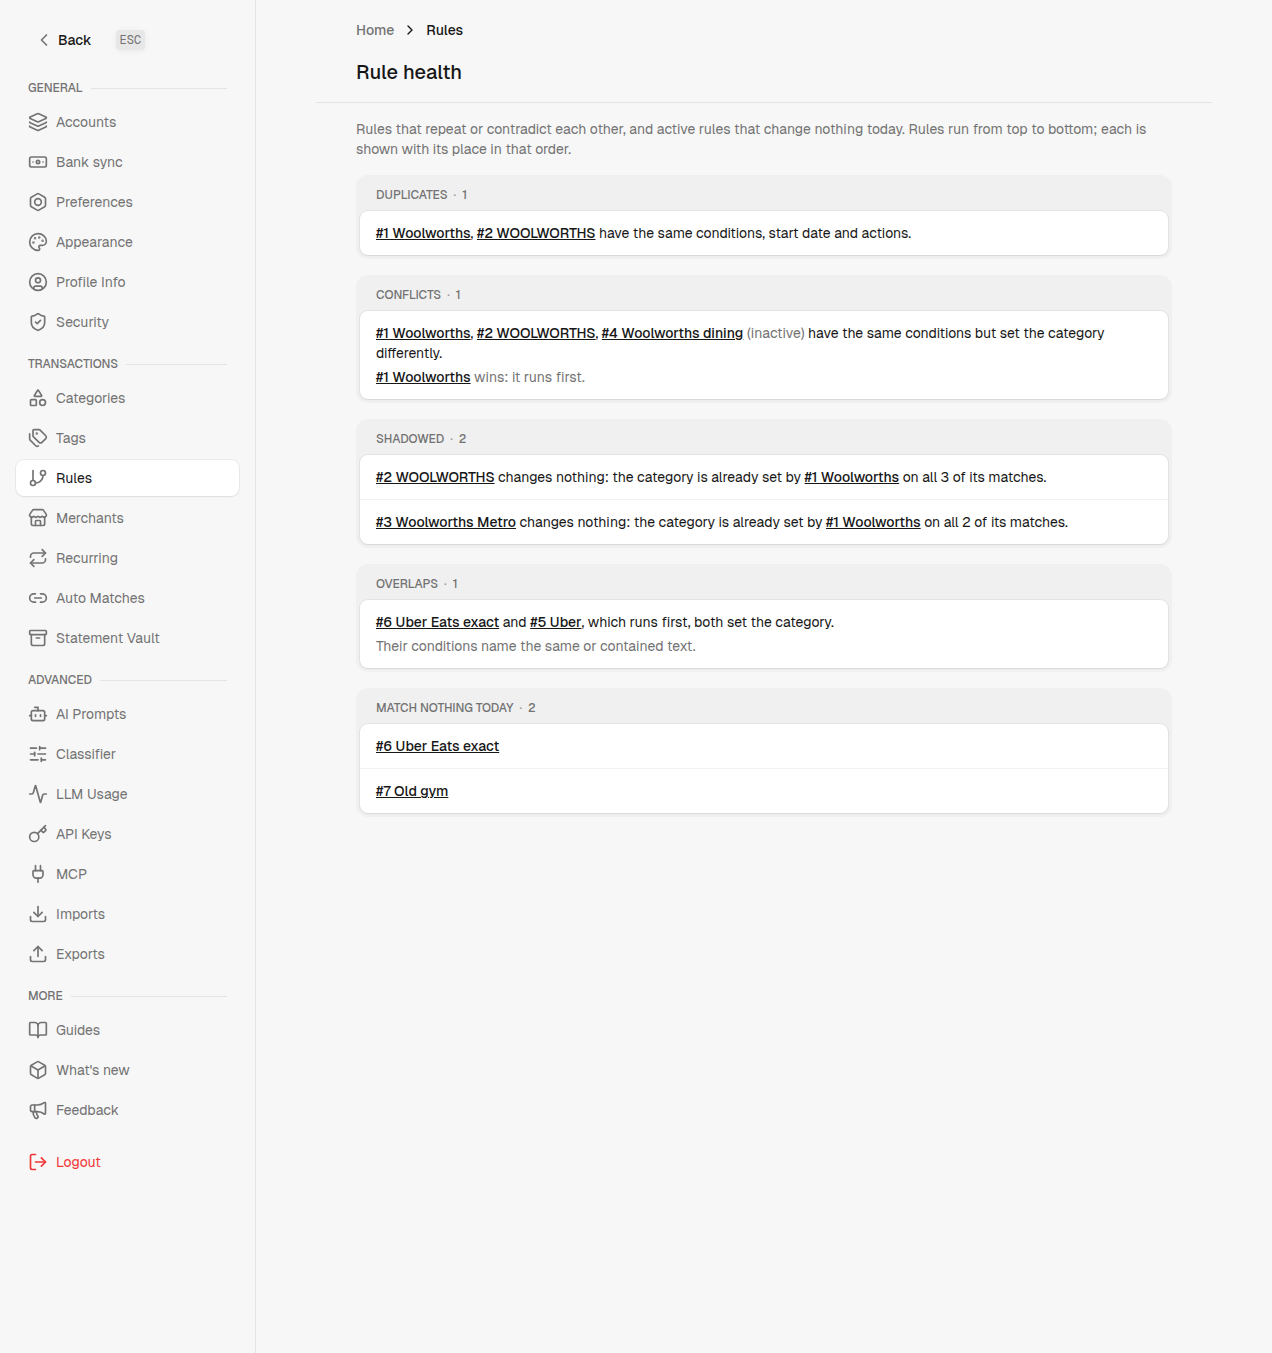 Back ESC
GENERAL
Accounts
Bank sync
Preferences
Appearance
Profile Info
Security
TRANSACTIONS
Categories
Tags
Rules
Merchants
Recurring
Auto Matches
Statement Vault
ADVANCED
AI Prompts
Classifier
LLM Usage
API Keys
MCP
Imports
Exports
MORE
Guides
What's new
Feedback
Logout
Home > Rules
Rule health
Rules that repeat or contradict each other, and active rules that change nothing today. Rules run from top to bottom; each is
shown with its place in that order.
DUPLICATES · 1
#1 Woolworths, #2 WOOLWORTHS have the same conditions, start date and actions.
CONFLICTS · 1
#1 Woolworths, #2 WOOLWORTHS, #4 Woolworths dining (inactive) have the same conditions but set the category
differently.
#1 Woolworths wins: it runs first.
SHADOWED · 2
#2 WOOLWORTHS changes nothing: the category is already set by #1 Woolworths on all 3 of its matches.
#3 Woolworths Metro changes nothing: the category is already set by #1 Woolworths on all 2 of its matches.
OVERLAPS · 1
#6 Uber Eats exact and #5 Uber, which runs first, both set the category.
Their conditions name the same or contained text.
MATCH NOTHING TODAY · 2
#6 Uber Eats exact
#7 Old gym